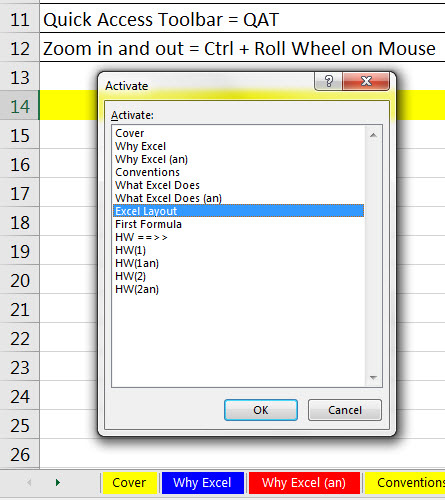 11 Quick Access Toolbar = QAT
12 Zoom in and out = Ctrl + Roll Wheel on Mouse
13
Activate
?
14
Activate:
15
Cover
Why Excel
16
Why Excel (an)
Conventions
17
What Excel Does
What Excel Does (an)
18
Excel Layout
First Formula
19
HW ==>>
HW(1)
20
HW(1an)
HW(2)
HW(2an)
21
22
23
24
OK Cancel
25
26
Cover Why Excel Why Excel (an) Conventions